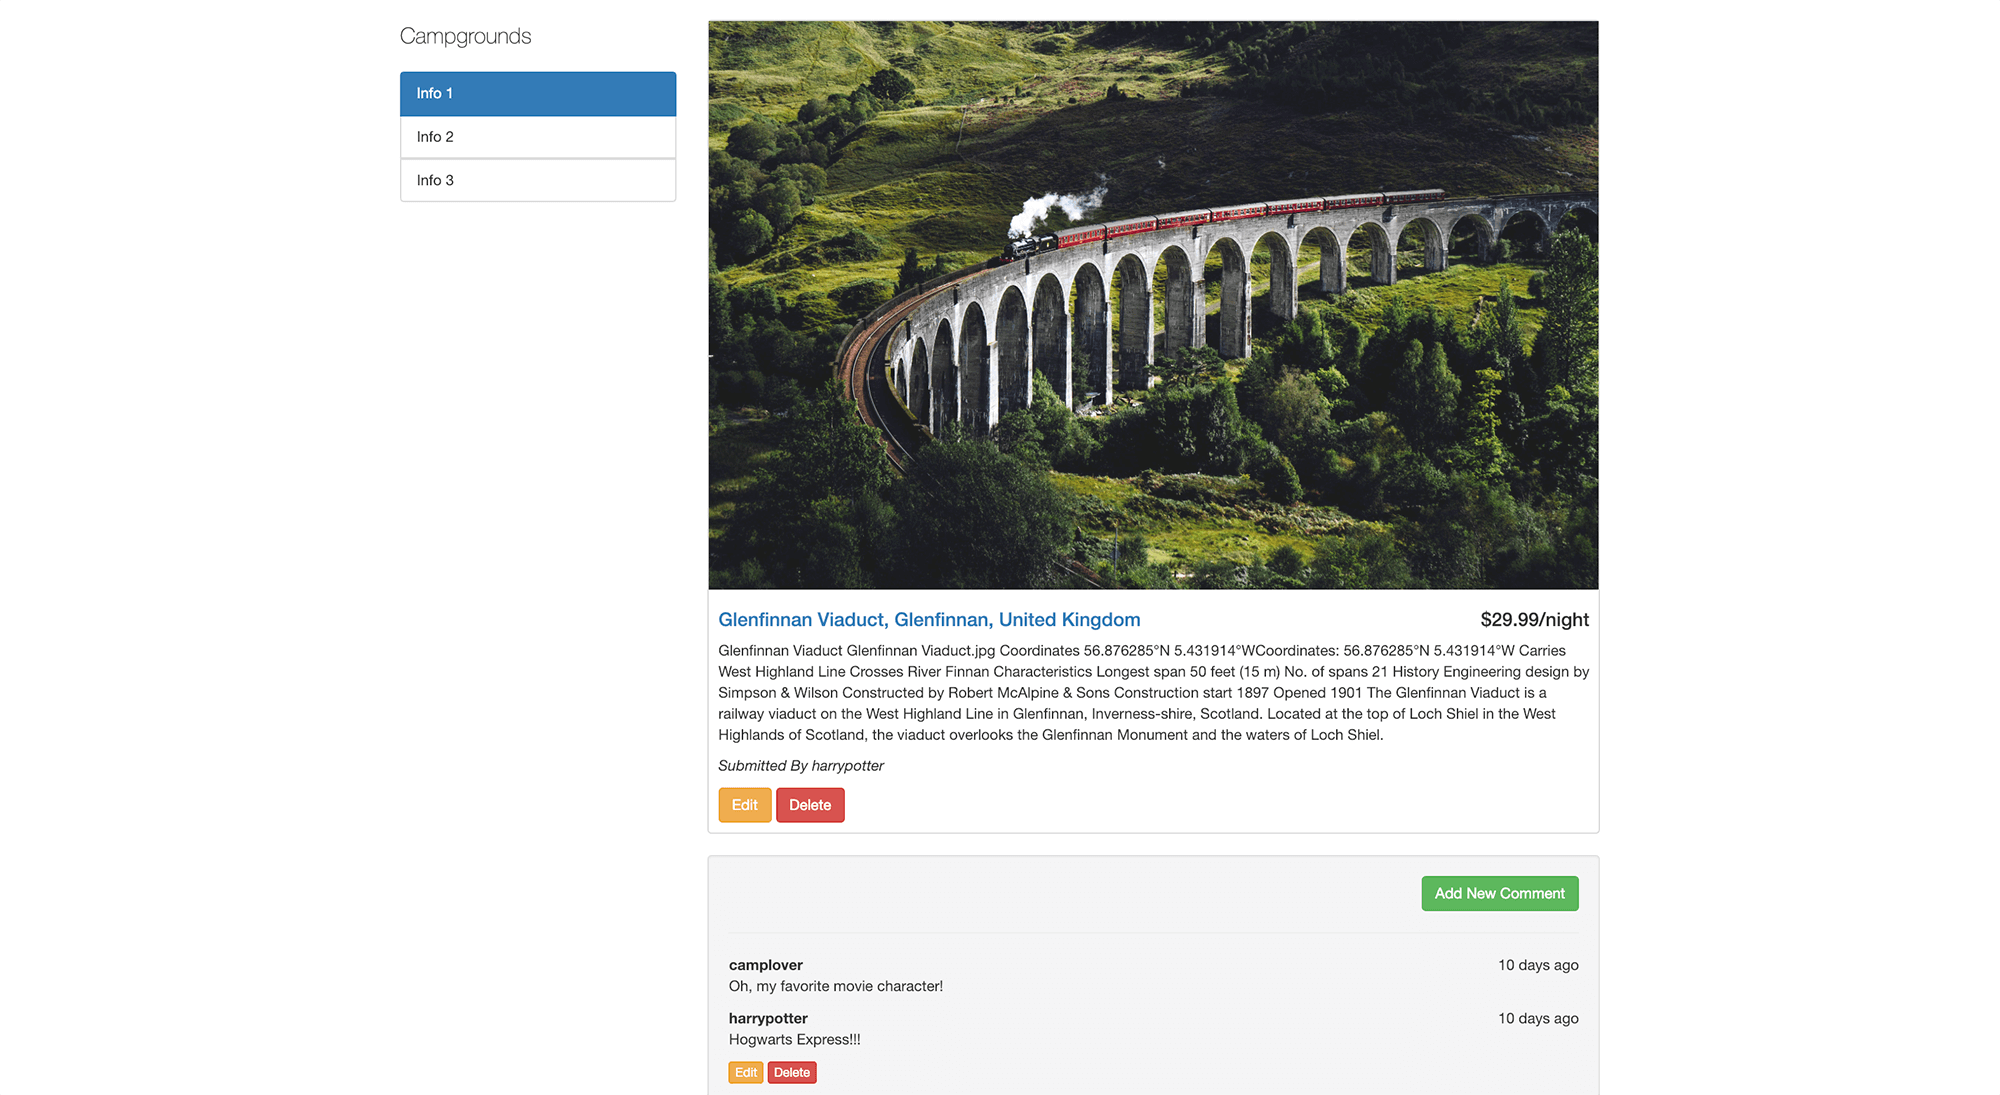 Campgrounds
Info 1
Info 2
Info 3
Glenfinnan Viaduct, Glenfinnan, United Kingdom
$29.99/night
Glenfinnan Viaduct Glenfinnan Viaduct.jpg Coordinates 56.876285°N 5.431914°WCoordinates: 56.876285°N 5.431914°W Carries
West Highland Line Crosses River Finnan Characteristics Longest span 50 feet (15 m) No. of spans 21 History Engineering design by
Simpson & Wilson Constructed by Robert McAlpine & Sons Construction start 1897 Opened 1901 The Glenfinnan Viaduct is a
railway viaduct on the West Highland Line in Glenfinnan, Inverness-shire, Scotland. Located at the top of Loch Shiel in the West
Highlands of Scotland, the viaduct overlooks the Glenfinnan Monument and the waters of Loch Shiel.
Submitted By harrypotter
Edit Delete
Add New Comment
camplover 10 days ago
Oh, my favorite movie character!
harrypotter 10 days ago
Hogwarts Express!!!
Edit Delete